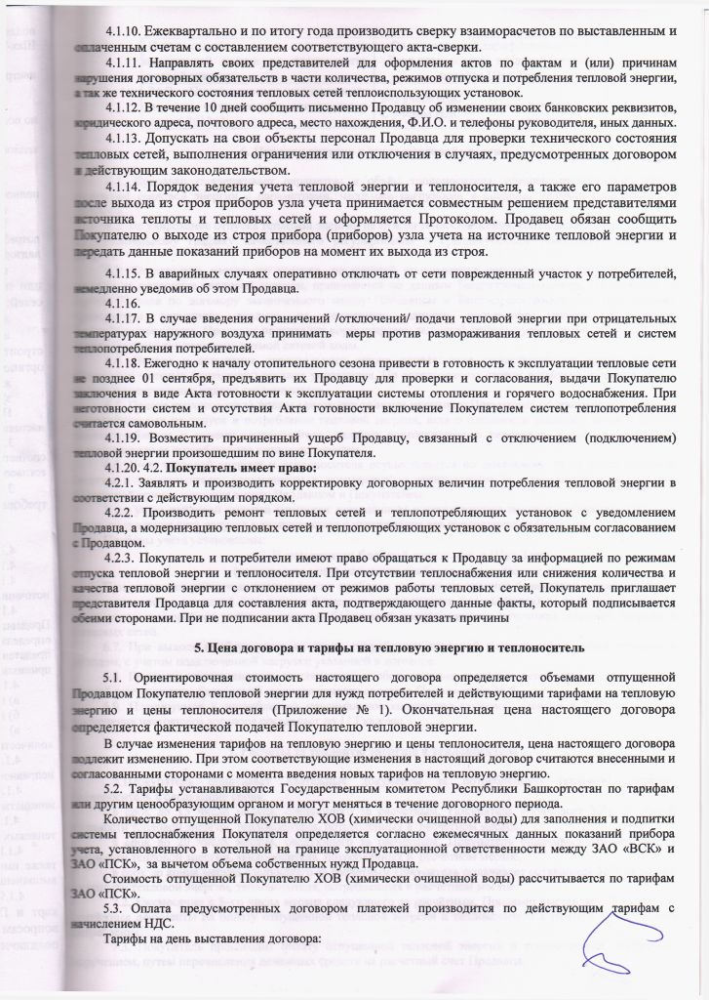 4.1.10. Ежеквартально и по итогу года производить сверку взаиморасчетов по выставленным и
оплаченным счетам с составлением соответствующего акта-сверки.
4.1.11. Направлять своих представителей для оформления актов по фактам и (или) причинам
нарушения договорных обязательств в части количества, режимов отпуска и потребления тепловой энергии,
а так же технического состояния тепловых сетей теплоиспользующих установок.
4.1.12. В течение 10 дней сообщить письменно Продавцу об изменении своих банковских реквизитов,
юридического адреса, почтового адреса, место нахождения, Ф.И.О. и телефоны руководителя, иных данных.
4.1.13. Допускать на свои объекты персонал Продавца для проверки технического состояния
тепловых сетей, выполнения ограничения или отключения в случаях, предусмотренных договором
и действующим законодательством.
4.1.14. Порядок ведения учета тепловой энергии и теплоносителя, а также его параметров
после выхода из строя приборов узла учета принимается совместным решением представителями
источника теплоты и тепловых сетей и оформляется Протоколом. Продавец обязан сообщить
Покупателю о выходе из строя прибора (приборов) узла учета на источнике тепловой энергии и
передать данные показаний приборов на момент их выхода из строя.
4.1.15. В аварийных случаях оперативно отключать от сети поврежденный участок у потребителей,
немедленно уведомив об этом Продавца.
4.1.16.
4.1.17. В случае введения ограничений /отключений/ подачи тепловой энергии при отрицательных
температурах наружного воздуха принимать меры против размораживания тепловых сетей и систем
теплопотребления потребителей.
4.1.18. Ежегодно к началу отопительного сезона привести в готовность к эксплуатации тепловые сети
не позднее 01 сентября, предъявить их Продавцу для проверки и согласования, выдачи Покупателю
заключения в виде Акта готовности к эксплуатации системы отопления и горячего водоснабжения. При
неготовности систем и отсутствия Акта готовности включение Покупателем систем теплопотребления
считается самовольным.
4.1.19. Возместить причиненный ущерб Продавцу, связанный с отключением (подключением)
тепловой энергии произошедшим по вине Покупателя.
4.1.20. 4.2. Покупатель имеет право:
4.2.1. Заявлять и производить корректировку договорных величин потребления тепловой энергии в
соответствии с действующим порядком.
4.2.2. Производить ремонт тепловых сетей и теплопотребляющих установок с уведомлением
Продавца, а модернизацию тепловых сетей и теплопотребляющих установок с обязательным согласованием
с Продавцом.
4.2.3. Покупатель и потребители имеют право обращаться к Продавцу за информацией по режимам
отпуска тепловой энергии и теплоносителя. При отсутствии теплоснабжения или снижения количества и
качества тепловой энергии с отклонением от режимов работы тепловых сетей, Покупатель приглашает
представителя Продавца для составления акта, подтверждающего данные факты, который подписывается
обеими сторонами. При не подписании акта Продавец обязан указать причины
5. Цена договора и тарифы на тепловую энергию и теплоноситель
5.1. Ориентировочная стоимость настоящего договора определяется объемами отпущенной
Продавцом Покупателю тепловой энергии для нужд потребителей и действующими тарифами на тепловую
энергию и цены теплоносителя (Приложение № 1). Окончательная цена настоящего договора
определяется фактической подачей Покупателю тепловой энергии.
В случае изменения тарифов на тепловую энергию и цены теплоносителя, цена настоящего договора
подлежит изменению. При этом соответствующие изменения в настоящий договор считаются внесенными и
согласованными сторонами с момента введения новых тарифов на тепловую энергию.
5.2. Тарифы устанавливаются Государственным комитетом Республики Башкортостан по тарифам
или другим ценообразующим органом и могут меняться в течение договорного периода.
Количество отпущенной Покупателю ХОВ (химически очищенной воды) для заполнения и подпитки
системы теплоснабжения Покупателя определяется согласно ежемесячных данных показаний прибора
учета, установленного в котельной на границе эксплуатационной ответственности между ЗАО «ВСК» и
ЗАО «ПСК», за вычетом объема собственных нужд Продавца.
Стоимость отпущенной Покупателю ХОВ (химически очищенной воды) рассчитывается по тарифам
ЗАО «ПСК».
5.3. Оплата предусмотренных договором платежей производится по действующим тарифам с
начислением НДС.
Тарифы на день выставления договора: